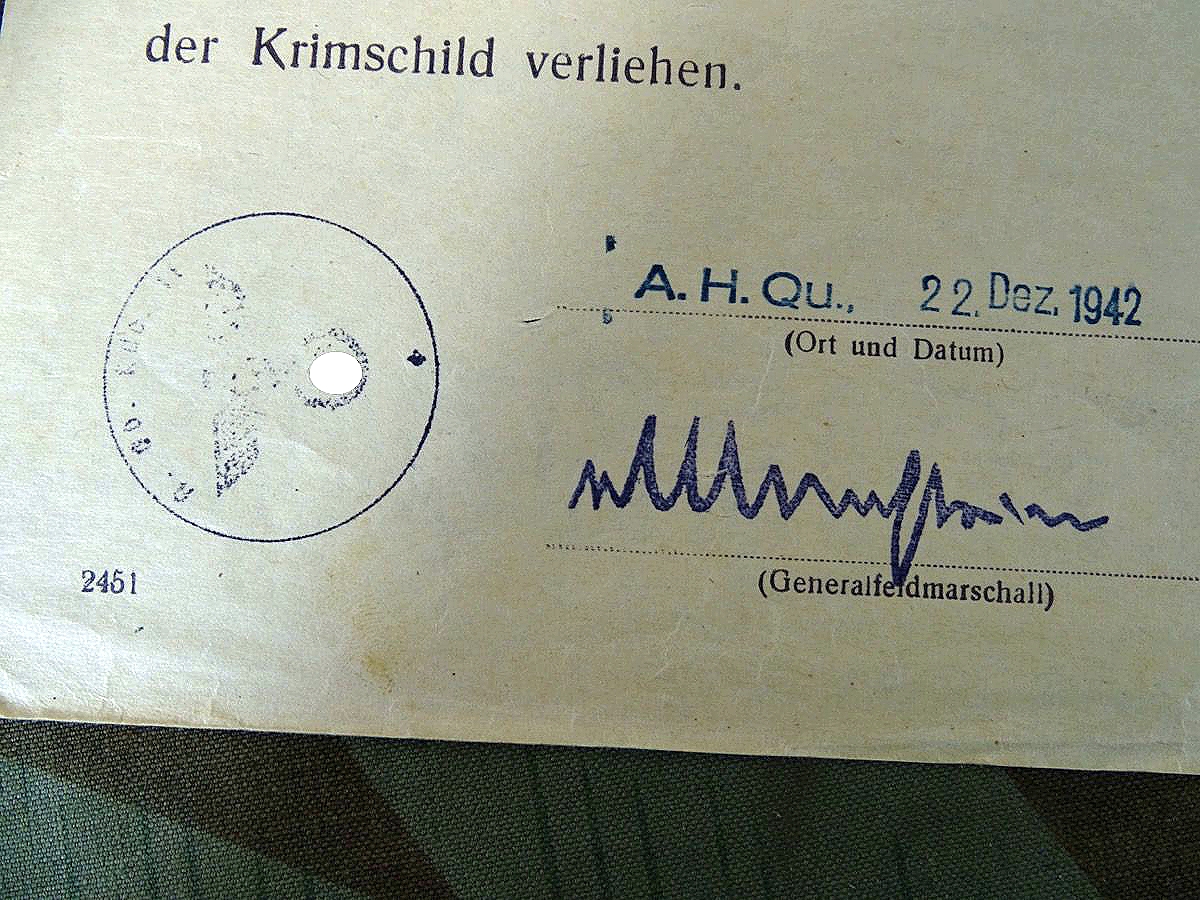 der Krimschild verliehen.
A. H. Qu., 22. Dez. 1942
(Ort und Datum)
(Generalfeldmarschall)
2451